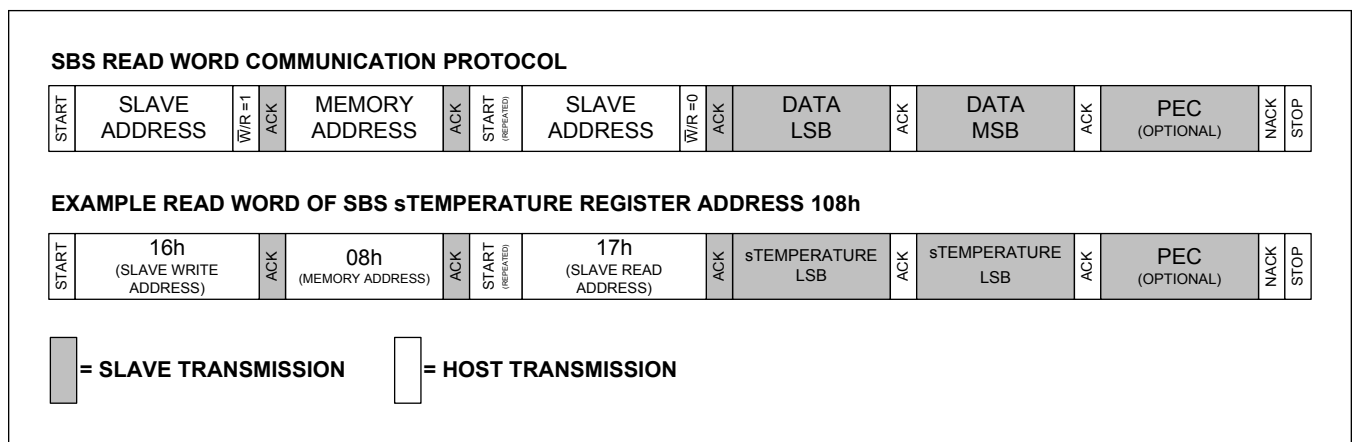 SBS READ WORD COMMUNICATION PROTOCOL
START
SLAVE
ADDRESS
W̅/R =1
ACK
MEMORY
ADDRESS
ACK
START
(REPEATED)
SLAVE
ADDRESS
W̅/R =0
ACK
DATA
LSB
ACK
DATA
MSB
ACK
PEC
(OPTIONAL)
NACK
STOP
EXAMPLE READ WORD OF SBS sTEMPERATURE REGISTER ADDRESS 108h
START
16h
(SLAVE WRITE
ADDRESS)
ACK
08h
(MEMORY ADDRESS)
ACK
START
(REPEATED)
17h
(SLAVE READ
ADDRESS)
ACK
sTEMPERATURE
LSB
ACK
sTEMPERATURE
LSB
ACK
PEC
(OPTIONAL)
NACK
STOP
= SLAVE TRANSMISSION
= HOST TRANSMISSION